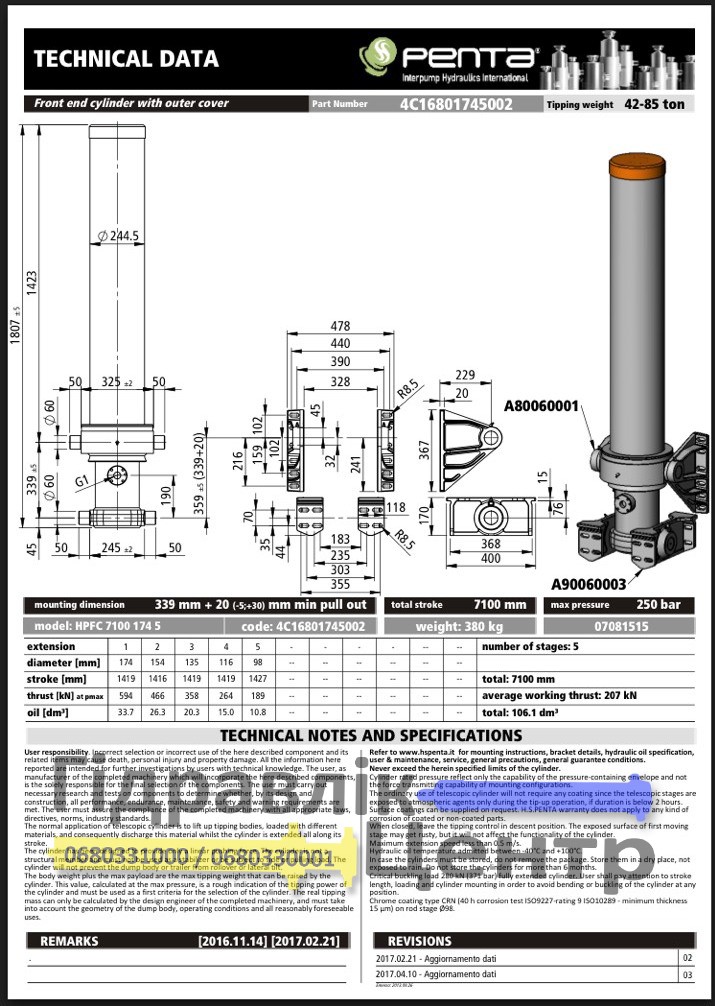 TECHNICAL DATA
PENTA
Interpump Hydraulics International
Front end cylinder with outer cover
Part Number
4C16801745002
Tipping weight 42-85 ton
Ø 244.5
1423
1807 ±5
50
325 ±2
50
Ø 60
339 ±5
Ø 60
G1
190
359 ±5 (339+20)
45
50
245 ±2
50
478
440
390
328
R8.5
102
45
216
159
102
32
241
118
70
35
44
183
235
303
355
R8.5
229
20
367
170
15
76
368
400
A80060001
A90060003
mounting dimension 339 mm + 20 (-5;+30) mm min pull out
total stroke 7100 mm
max pressure 250 bar
model: HPFC 7100 174 5
code: 4C16801745002
weight: 380 kg
07081515
extension 1 2 3 4 5 - - - -- -- -- number of stages: 5
diameter [mm] 174 154 135 116 98 -- -- -- -- -- --
stroke [mm] 1419 1416 1419 1419 1427 -- -- -- -- -- -- total: 7100 mm
thrust [kN] at pmax 594 466 358 264 189 -- -- -- -- -- -- average working thrust: 207 kN
oil [dm³] 33.7 26.3 20.3 15.0 10.8 -- -- -- -- -- -- total: 106.1 dm³
TECHNICAL NOTES AND SPECIFICATIONS
User responsibility. Incorrect selection or incorrect use of the here described component and its
related items may cause death, personal injury and property damage. All the information here
reported are intended for further investigations by users with technical knowledge. The user, as
manufacturer of the completed machinery which will incorporate the here described component,
is the solely responsible for the final selection of the components. The user shall carry out all
necessary research and tests on components to determine whether, by its design and
construction, all performance, endurance, maintenance, safety and warning requirements are
met. The user must assure the compliance of the completed machinery with all appropriate laws,
directives, norms, industry standards.
The normal application of telescopic cylinder is to lift up tipping bodies, loaded with different
materials, and consequently discharge this material whilst the cylinder is extended all along its
stroke.
cylinder will not prevent the dump body or trailer from rollover or lateral tilt.
The body weight plus the max payload are the max tipping weight that can be raised by the
cylinder. This value, calculated at the max pressure, is a rough indication of the lifting power of
the cylinder and must be used as a first criteria for the selection of the cylinder. The real tipping
mass can only be calculated by the design engineer of the completed machinery, and must take
into account the geometry of the dump body, operating conditions and all reasonably foreseeable
uses.
Refer to www.hspenta.it for mounting instructions, bracket details, hydraulic oil specification,
user & maintenance, service, general precautions, general guarantee conditions.
Never exceed the herein specified limits of the cylinder.
Cylinder rated pressure reflect only the capability of the pressure-containing envelope and not
the force transmitting capability of mounting configurations.
The ordinary use of telescopic cylinder will not require any coating since the telescopic stages are
exposed to atmospheric agents only during the tip-up operation, if duration is below 2 hours.
Surface coatings can be supplied on request. H.S.PENTA warranty does not apply to any kind of
corrosion of coated or non-coated parts.
When closed are the tipping control in descent position. The exposed surface of first moving
stage may get rusty, but it will not affect the functionality of the cylinder.
Maximum extension speed less than 0.5 m/s.
Hydraulic oil temperature admitted between -40°C and +100°C.
In case the cylinders must be stored, do not remove the package. Store them in a dry place, not
exposed to rain. Do not store the cylinders for more than 6 months.
Critical buckling load 280 kN (371 bar) fully extended cylinder. User shall pay attention to stroke
length, load and cylinder mounting in order to avoid bending or buckling of the cylinder at any
position.
Chrome coating type CRN (40 h corrosion test ISO9227-rating 9 ISO10289 - minimum thickness
15 µm) on rod stage Ø98.
Гідравлік
Центр
0680331000 / 0680330001
REMARKS [2016.11.14] [2017.02.21]
-
REVISIONS
2017.02.21 - Aggiornamento dati 02
2017.04.10 - Aggiornamento dati 03